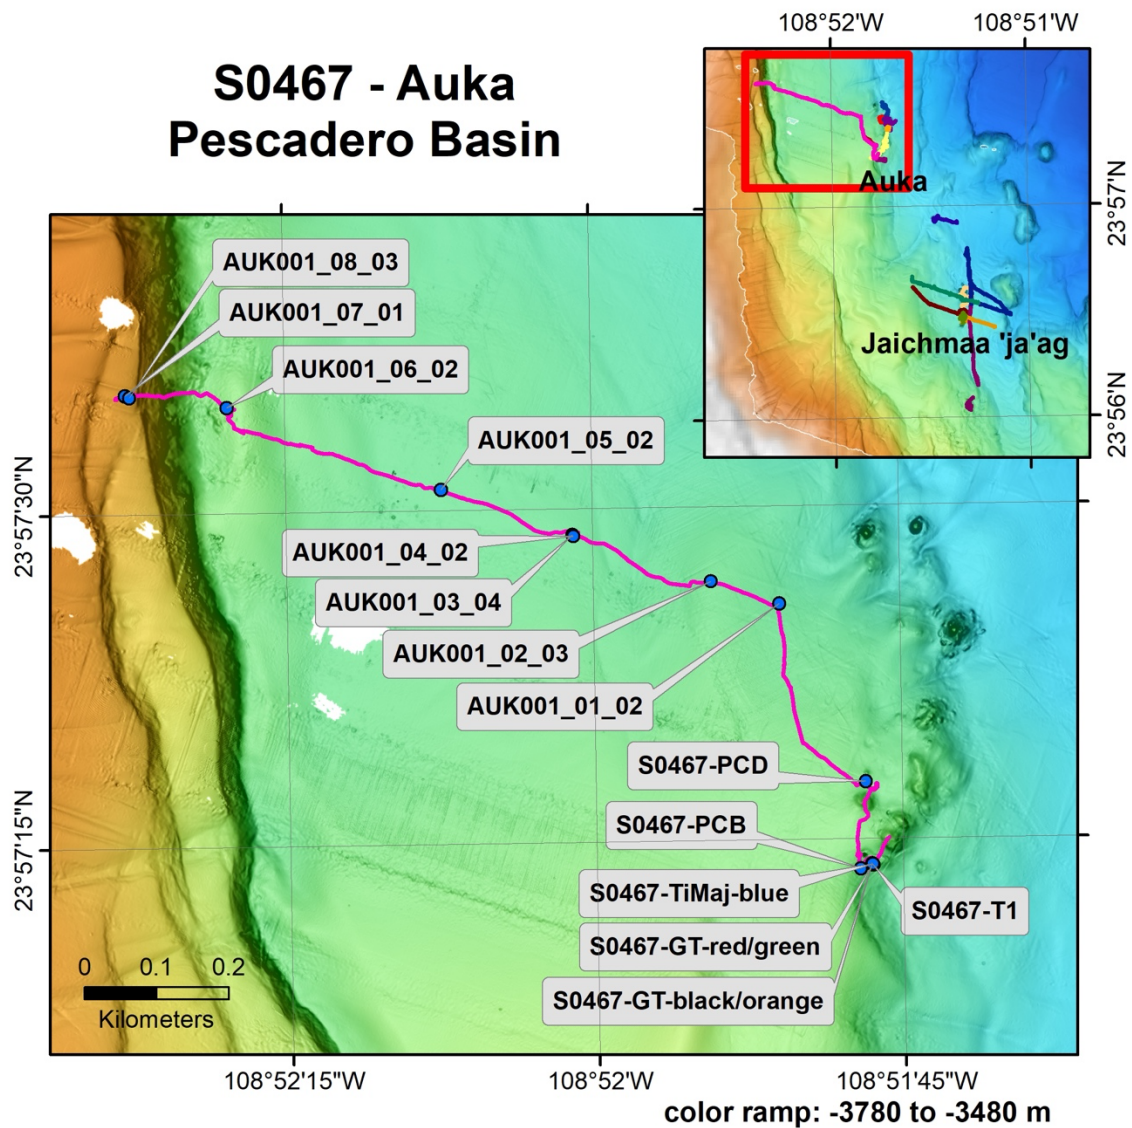 S0467 - Auka
Pescadero Basin
108°52'W
108°51'W
23°57'N
23°56'N
Auka
Jaichmaa 'ja'ag
AUK001_08_03
AUK001_07_01
AUK001_06_02
AUK001_05_02
AUK001_04_02
AUK001_03_04
AUK001_02_03
AUK001_01_02
S0467-PCD
S0467-PCB
S0467-TiMaj-blue
S0467-T1
S0467-GT-red/green
S0467-GT-black/orange
23°57'30"N
23°57'15"N
0 0.1 0.2
Kilometers
108°52'15"W
108°52'W
108°51'45"W
color ramp: -3780 to -3480 m